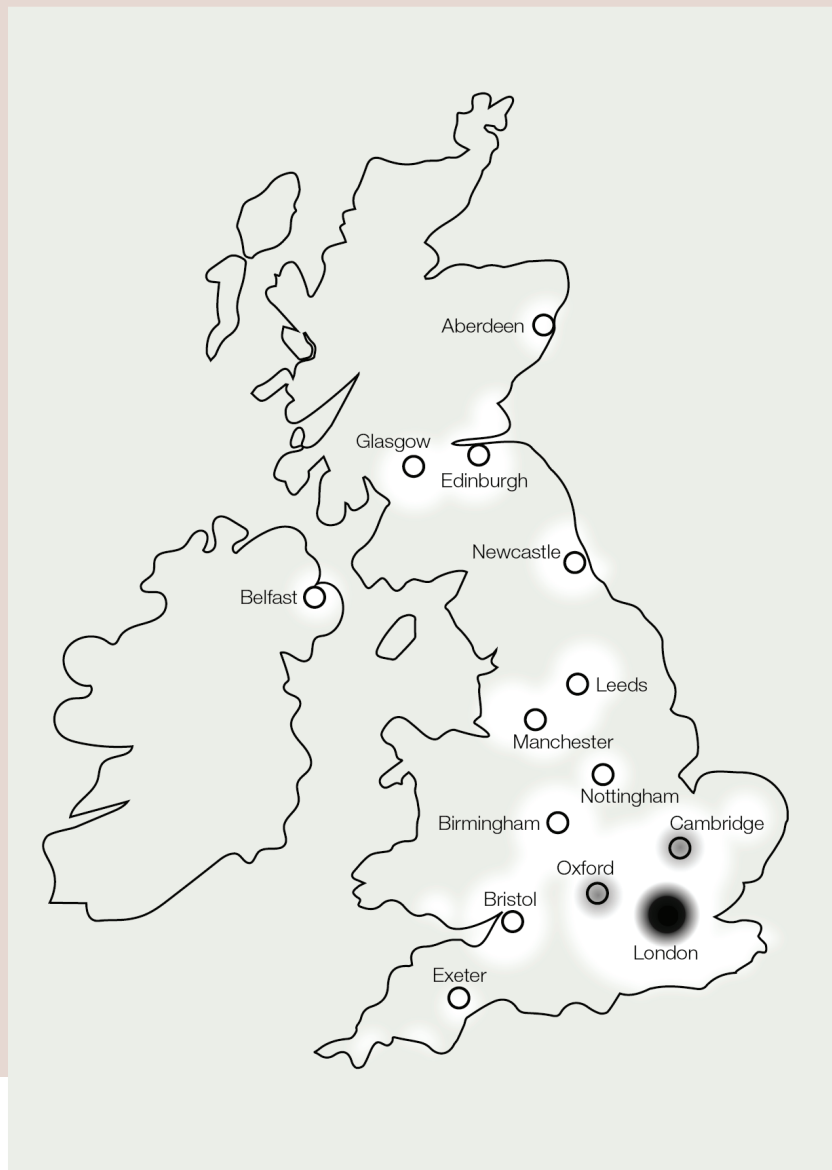 Aberdeen
Glasgow
Edinburgh
Newcastle
Belfast
Leeds
Manchester
Nottingham
Birmingham
Cambridge
Oxford
Bristol
London
Exeter